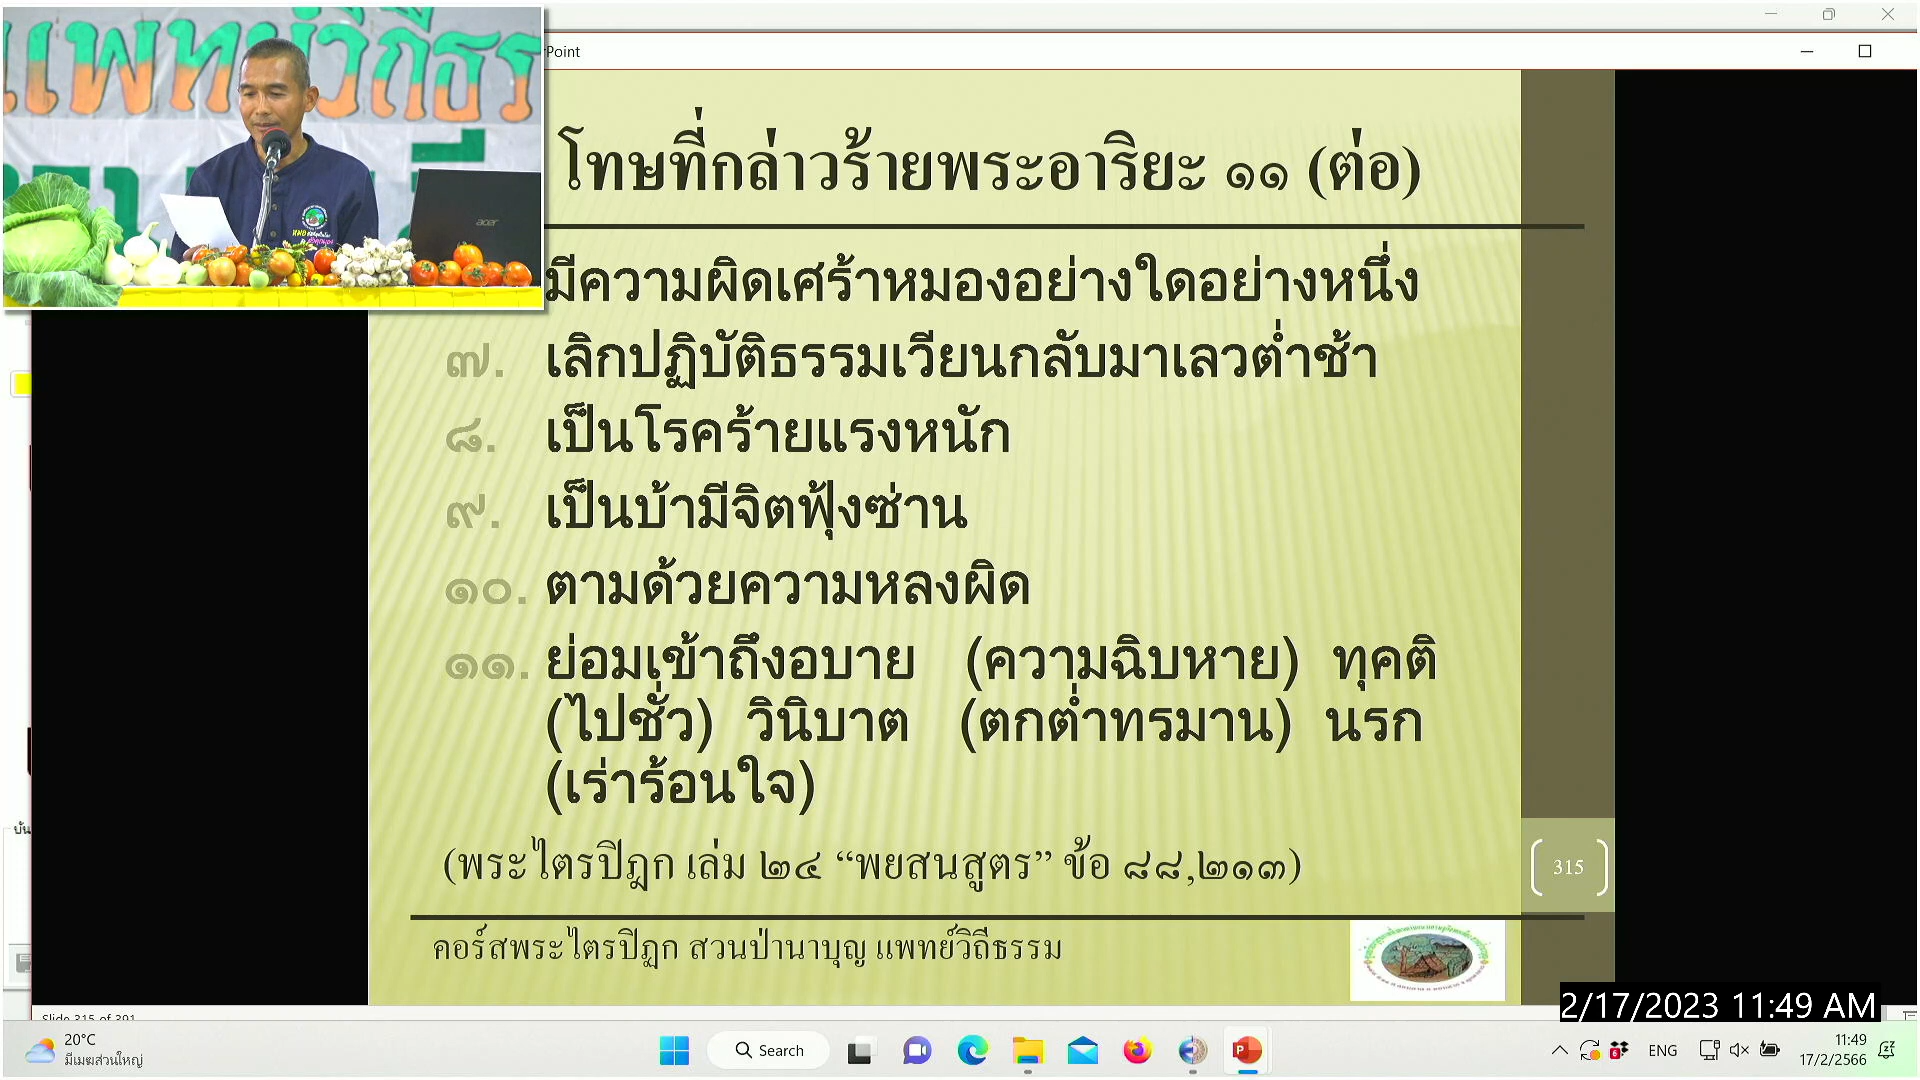 แพทย์วิถีธร
acer
Point
โทษที่กล่าวร้ายพระอาริยะ ๑๑ (ต่อ)
มีความผิดเศร้าหมองอย่างใดอย่างหนึ่ง
๗. เลิกปฏิบัติธรรมเวียนกลับมาเลวต่ำช้า
๘. เป็นโรคร้ายแรงหนัก
๙. เป็นบ้ามีจิตฟุ้งซ่าน
๑๐. ตามด้วยความหลงผิด
๑๑. ย่อมเข้าถึงอบาย (ความฉิบหาย) ทุคติ
(ไปชั่ว) วินิบาต (ตกต่ำทรมาน) นรก
(เร่าร้อนใจ)
(พระไตรปิฎก เล่ม ๒๔ “พยสนสูตร” ข้อ ๘๘,๒๑๓)
315
คอร์สพระไตรปิฎก สวนป่านาบุญ แพทย์วิถีธรรม
2/17/2023 11:49 AM
Slide 315 of 391
20°C
มีเมฆส่วนใหญ่
Search
ENG
11:49
17/2/2566